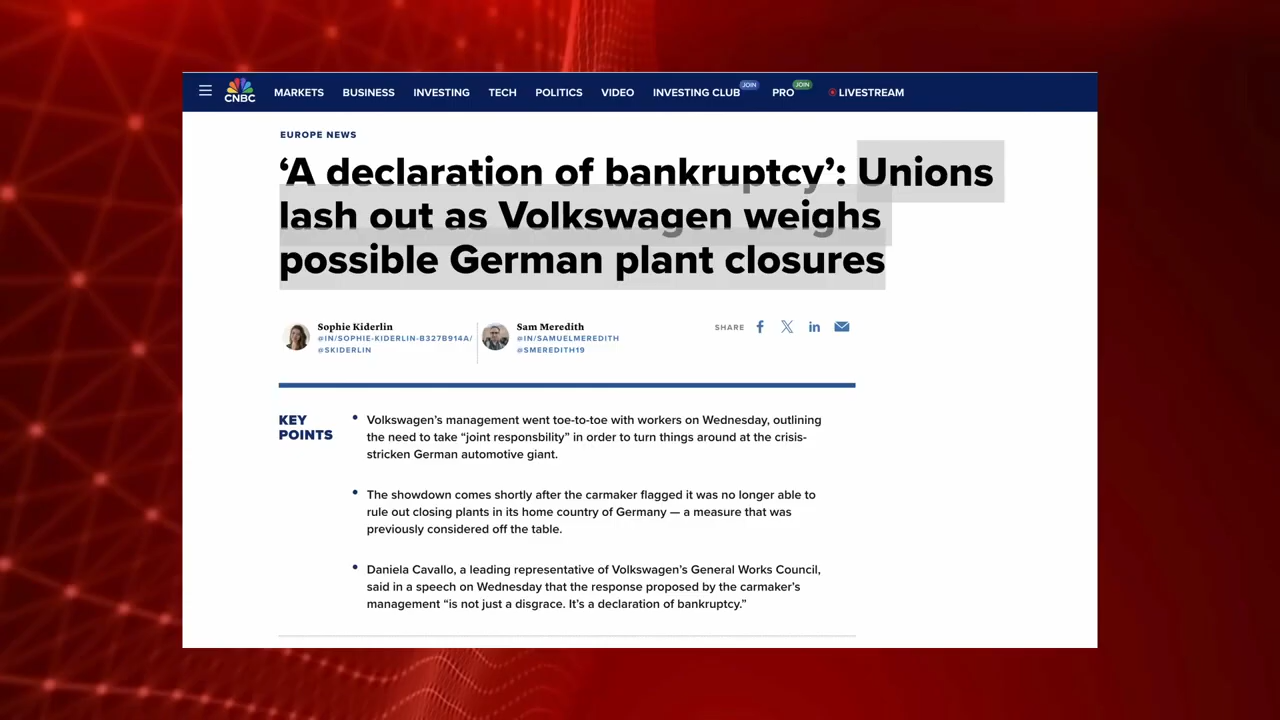 CNBC
MARKETS BUSINESS INVESTING TECH POLITICS VIDEO INVESTING CLUB JOIN PRO JOIN LIVESTREAM
EUROPE NEWS
‘A declaration of bankruptcy’: Unions
lash out as Volkswagen weighs
possible German plant closures
Sophie Kiderlin
@IN/SOPHIE-KIDERLIN-B327B914A/
@SKIDERLIN
Sam Meredith
@IN/SAMUELMEREDITH
@SMEREDITH19
SHARE
KEY
POINTS
Volkswagen’s management went toe-to-toe with workers on Wednesday, outlining
the need to take “joint responsbility” in order to turn things around at the crisis-
stricken German automotive giant.
The showdown comes shortly after the carmaker flagged it was no longer able to
rule out closing plants in its home country of Germany — a measure that was
previously considered off the table.
Daniela Cavallo, a leading representative of Volkswagen’s General Works Council,
said in a speech on Wednesday that the response proposed by the carmaker’s
management “is not just a disgrace. It’s a declaration of bankruptcy.”